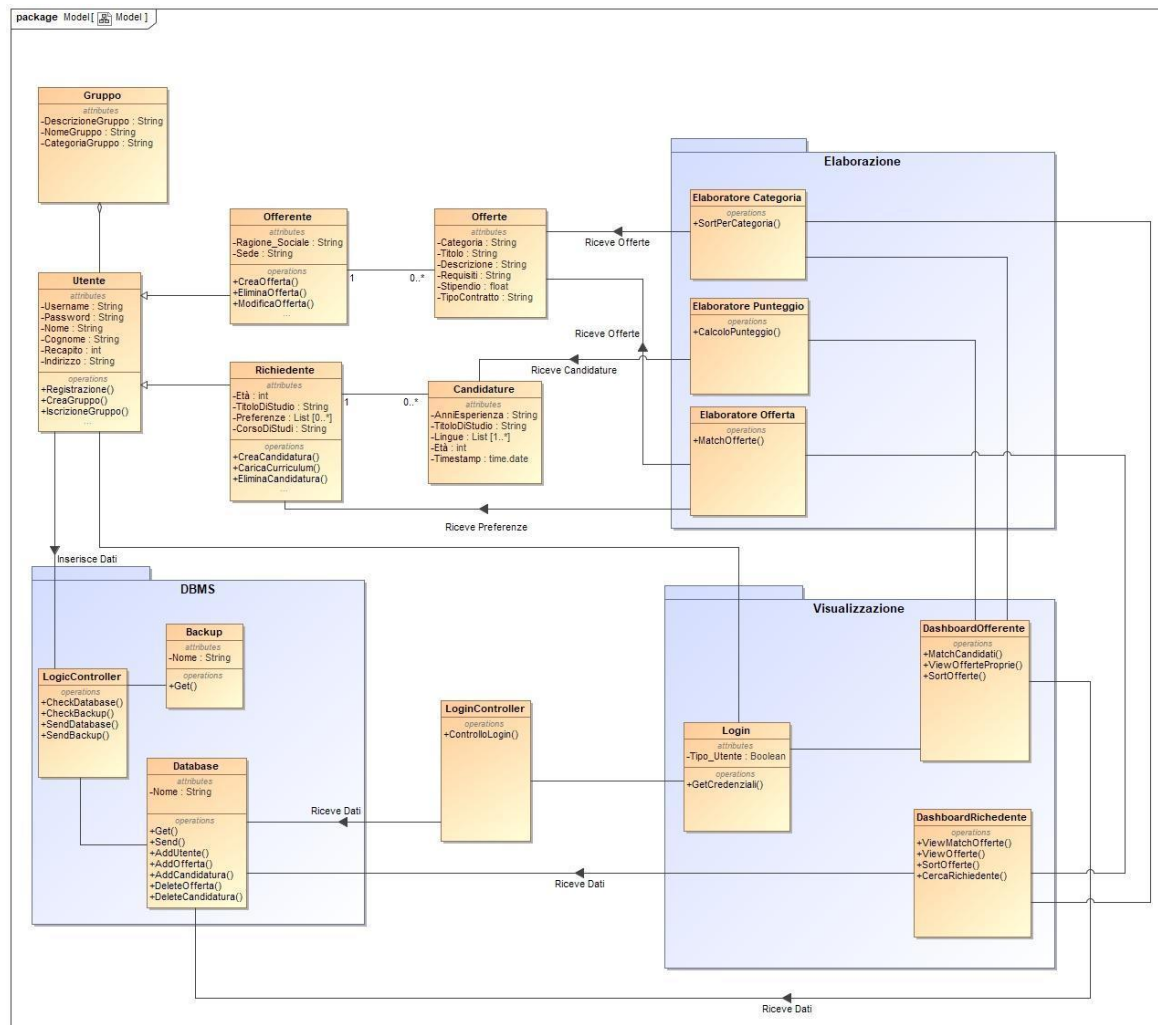 package Model [ Model ]
Gruppo
attributes
-DescrizioneGruppo : String
-NomeGruppo : String
-CategoriaGruppo : String
Utente
attributes
-Username : String
-Password : String
-Nome : String
-Cognome : String
-Recapito : int
-Indirizzo : String
operations
+Registrazione()
+CreaGruppo()
+IscrizioneGruppo()
...
Offerente
attributes
-Ragione_Sociale : String
-Sede : String
operations
+CreaOfferta()
+EliminaOfferta()
+ModificaOfferta()
...
1
0..*
Offerte
attributes
-Categoria : String
-Titolo : String
-Descrizione : String
-Requisiti : String
-Stipendio : float
-TipoContratto : String
Richiedente
attributes
-Età : int
-TitoloDiStudio : String
-Preferenze : List [0..*]
-CorsoDiStudi : String
operations
+CreaCandidatura()
+CaricaCurriculum()
+EliminaCandidatura()
...
1
0..*
Candidature
attributes
-AnniEsperienza : String
-TitoloDiStudio : String
-Lingue : List [1..*]
-Età : int
-Timestamp : time.date
Riceve Offerte
Riceve Offerte
Riceve Candidature
Riceve Preferenze
Elaborazione
Elaboratore Categoria
operations
+SortPerCategoria()
Elaboratore Punteggio
operations
+CalcoloPunteggio()
Elaboratore Offerta
operations
+MatchOfferte()
Inserisce Dati
DBMS
Backup
attributes
-Nome : String
operations
+Get()
LogicController
operations
+CheckDatabase()
+CheckBackup()
+SendDatabase()
+SendBackup()
Database
attributes
-Nome : String
operations
+Get()
+Send()
+AddUtente()
+AddOfferta()
+AddCandidatura()
+DeleteOfferta()
+DeleteCandidatura()
Riceve Dati
LoginController
operations
+ControlloLogin()
Riceve Dati
Visualizzazione
DashboardOfferente
operations
+MatchCandidati()
+ViewOfferteProprie()
+SortOfferte()
Login
attributes
-Tipo_Utente : Boolean
operations
+GetCredenziali()
DashboardRichedente
operations
+ViewMatchOfferte()
+ViewOfferte()
+SortOfferte()
+CercaRichiedente()
Riceve Dati